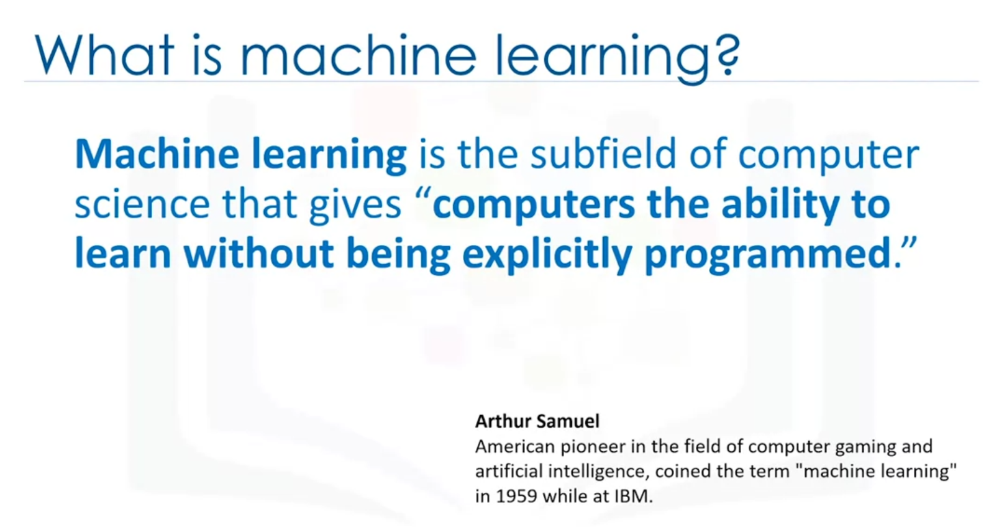 What is machine learning?
Machine learning is the subfield of computer
science that gives “computers the ability to
learn without being explicitly programmed.”
Arthur Samuel
American pioneer in the field of computer gaming and
artificial intelligence, coined the term "machine learning"
in 1959 while at IBM.